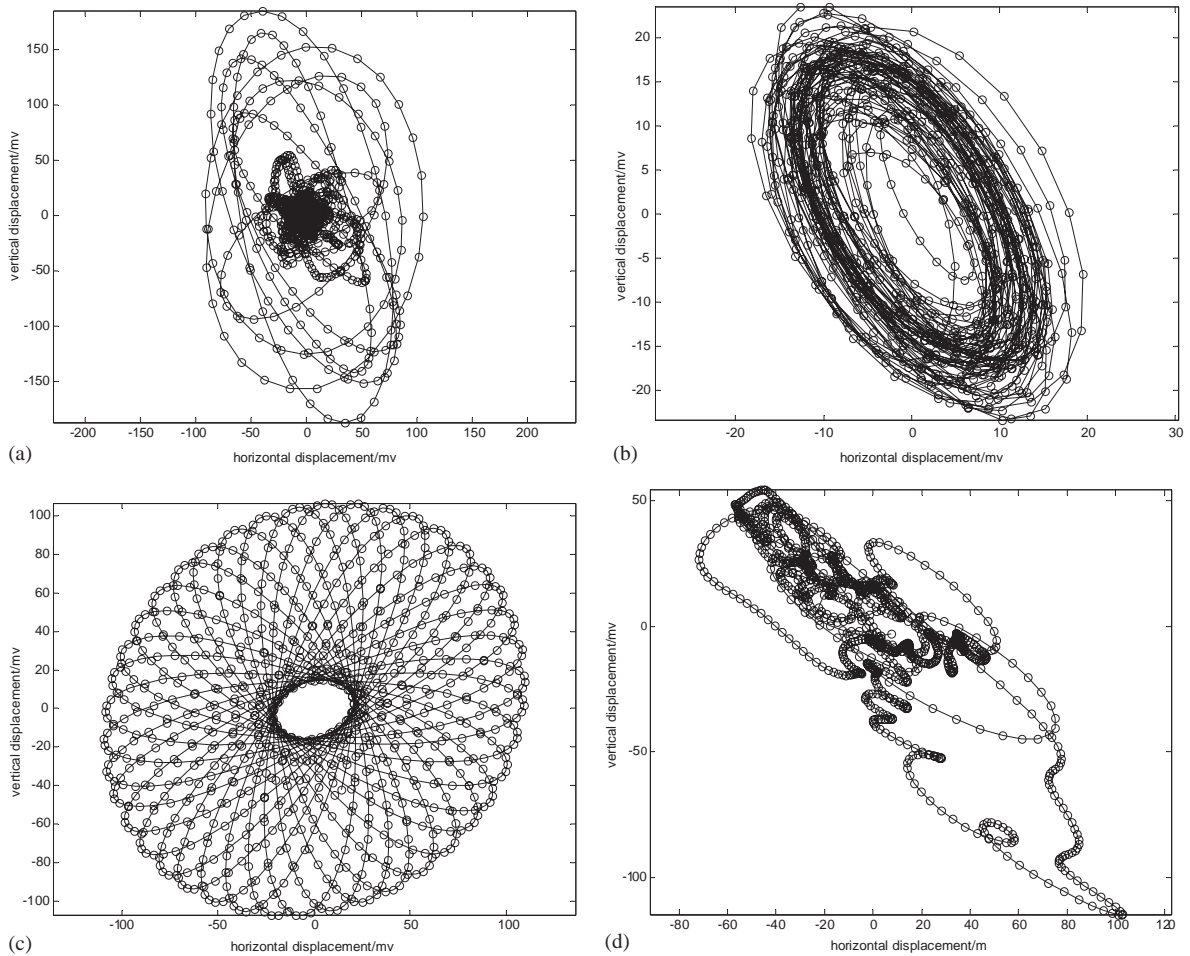 150
100
50
0
-50
-100
-150
vertical displacement/mv
-200 -150 -100 -50 0 50 100 150 200
(a)
horizontal displacement/mv
20
15
10
5
0
-5
-10
-15
-20
vertical displacement/mv
-20 -10 0 10 20 30
(b)
horizontal displacement/mv
100
80
60
40
20
0
-20
-40
-60
-80
-100
vertical displacement/mv
-100 -50 0 50 100
(c)
horizontal displacement/mv
50
0
-50
-100
vertical displacement/mv
-80 -60 -40 -20 0 20 40 60 80 100 123
(d)
horizontal displacement/m